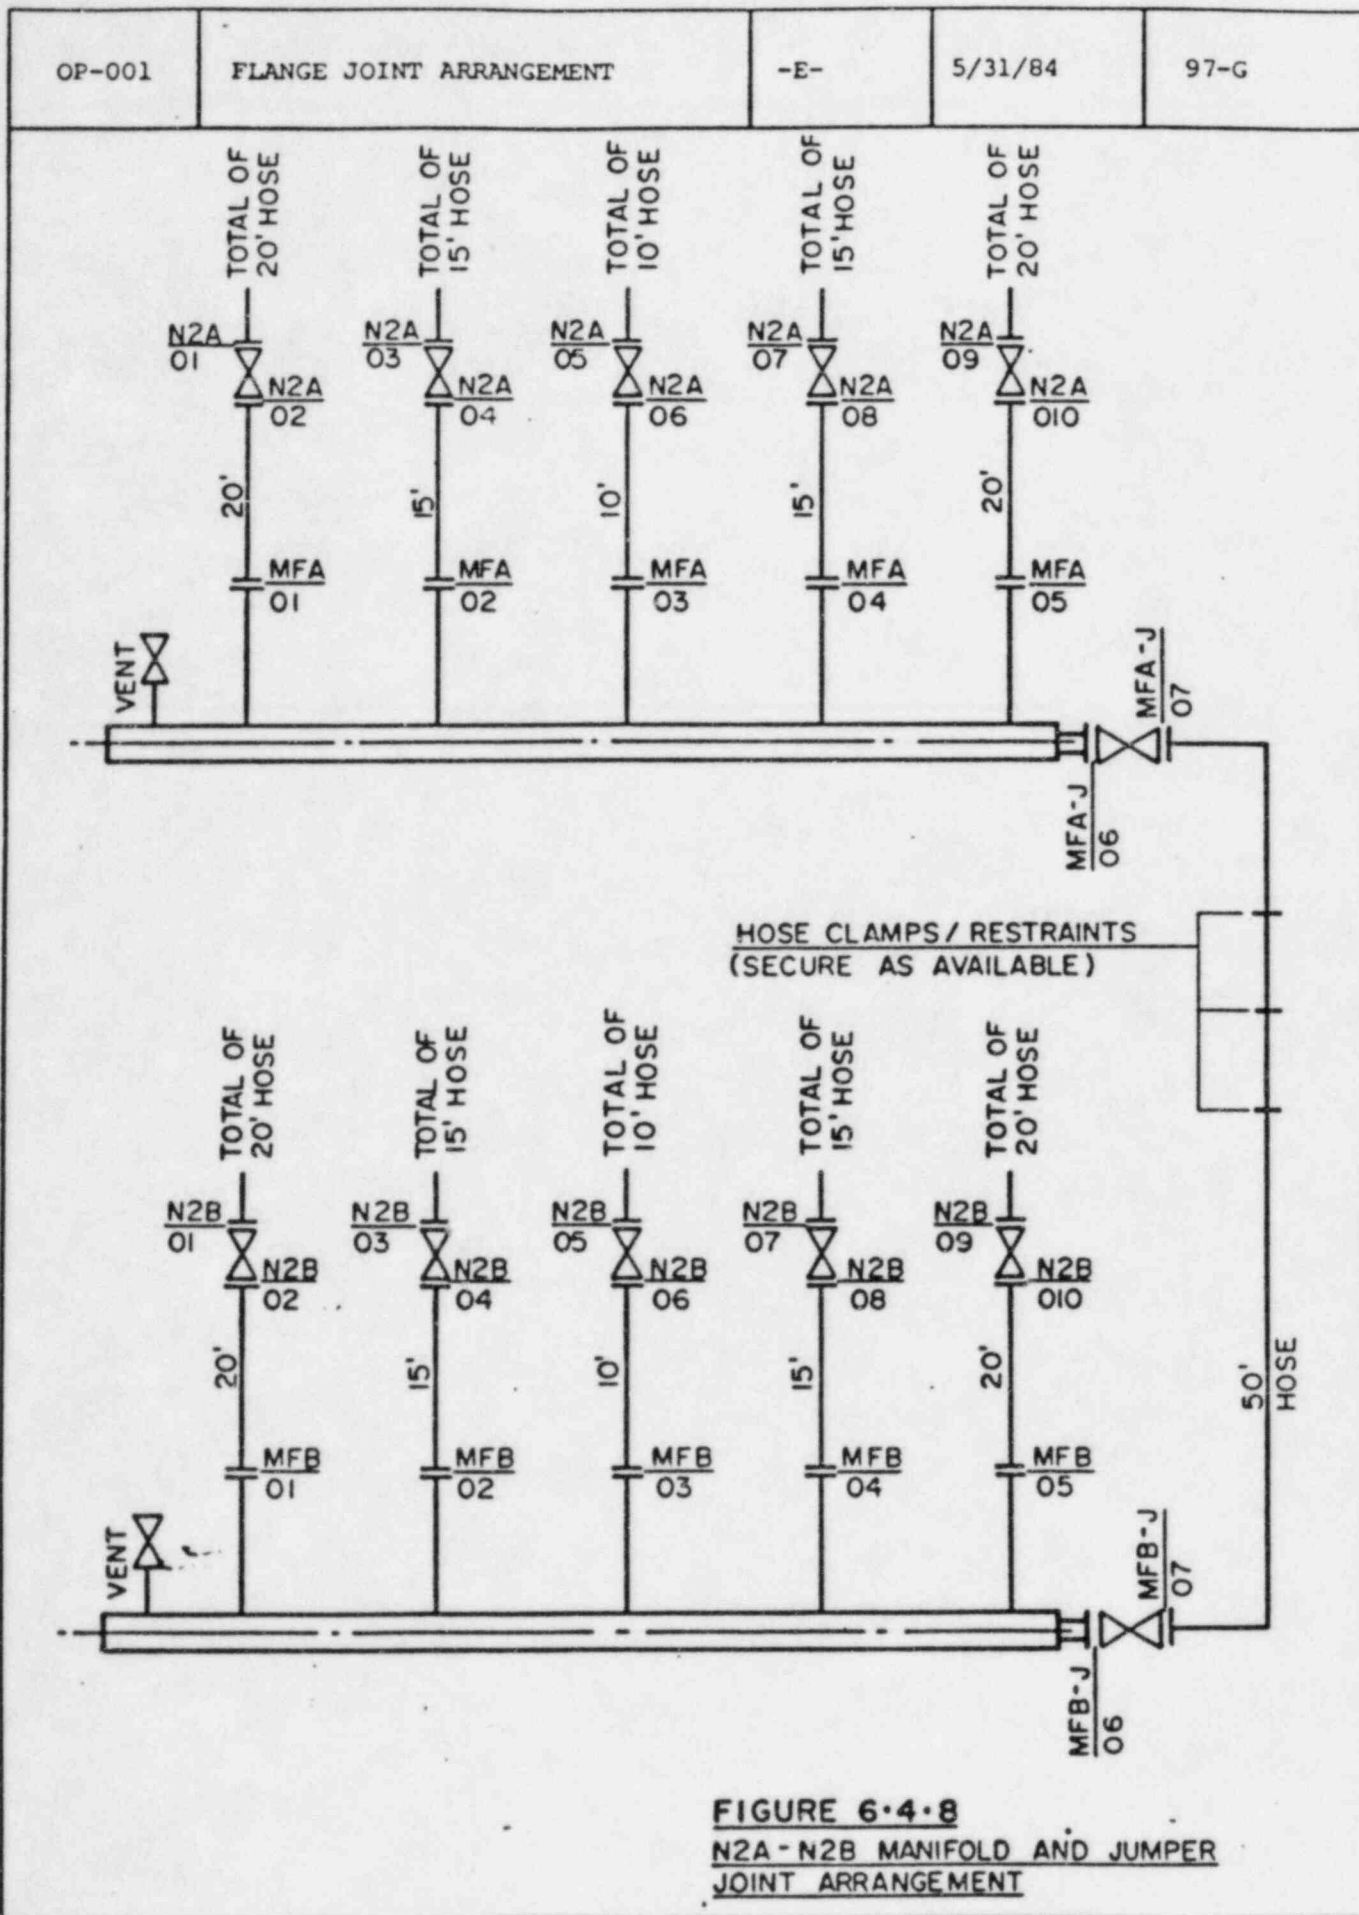 OP-001 FLANGE JOINT ARRANGEMENT -E- 5/31/84 97-G
TOTAL OF
20' HOSE
TOTAL OF
15' HOSE
TOTAL OF
10' HOSE
TOTAL OF
15' HOSE
TOTAL OF
20' HOSE
N2A
01
N2A
02
N2A
03
N2A
04
N2A
05
N2A
06
N2A
07
N2A
08
N2A
09
N2A
010
20'
15'
10'
15'
20'
MFA
01
MFA
02
MFA
03
MFA
04
MFA
05
VENT
MFA-J
07
MFA-J
06
HOSE CLAMPS/RESTRAINTS
(SECURE AS AVAILABLE)
TOTAL OF
20' HOSE
TOTAL OF
15' HOSE
TOTAL OF
10' HOSE
TOTAL OF
15' HOSE
TOTAL OF
20' HOSE
N2B
01
N2B
02
N2B
03
N2B
04
N2B
05
N2B
06
N2B
07
N2B
08
N2B
09
N2B
010
20'
15'
10'
15'
20'
50'
HOSE
MFB
01
MFB
02
MFB
03
MFB
04
MFB
05
VENT
MFB-J
07
MFB-J
06
FIGURE 6·4·8
N2A-N2B MANIFOLD AND JUMPER
JOINT ARRANGEMENT